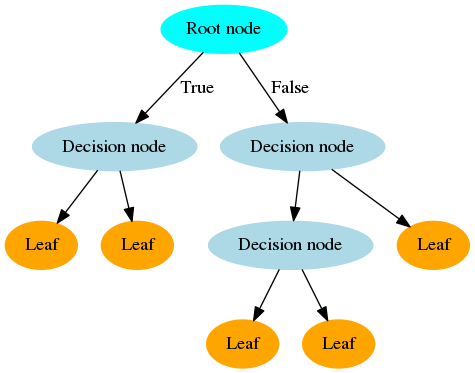 Root node
True
False
Decision node
Decision node
Leaf
Leaf
Decision node
Leaf
Leaf
Leaf